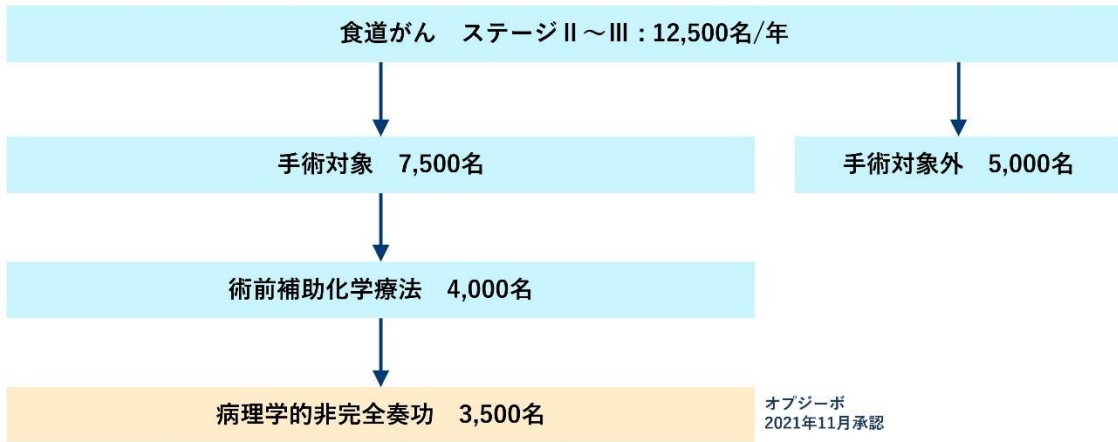 食道がん　ステージⅡ～Ⅲ：12,500名/年
手術対象　7,500名
手術対象外　5,000名
術前補助化学療法　4,000名
病理学的非完全奏功　3,500名
オプジーボ
2021年11月承認